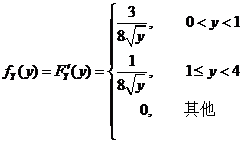 f_Y(y) = F'_Y(y) = { 3/(8√y), 0 < y < 1
1/(8√y), 1 ≤ y < 4
0, 其他